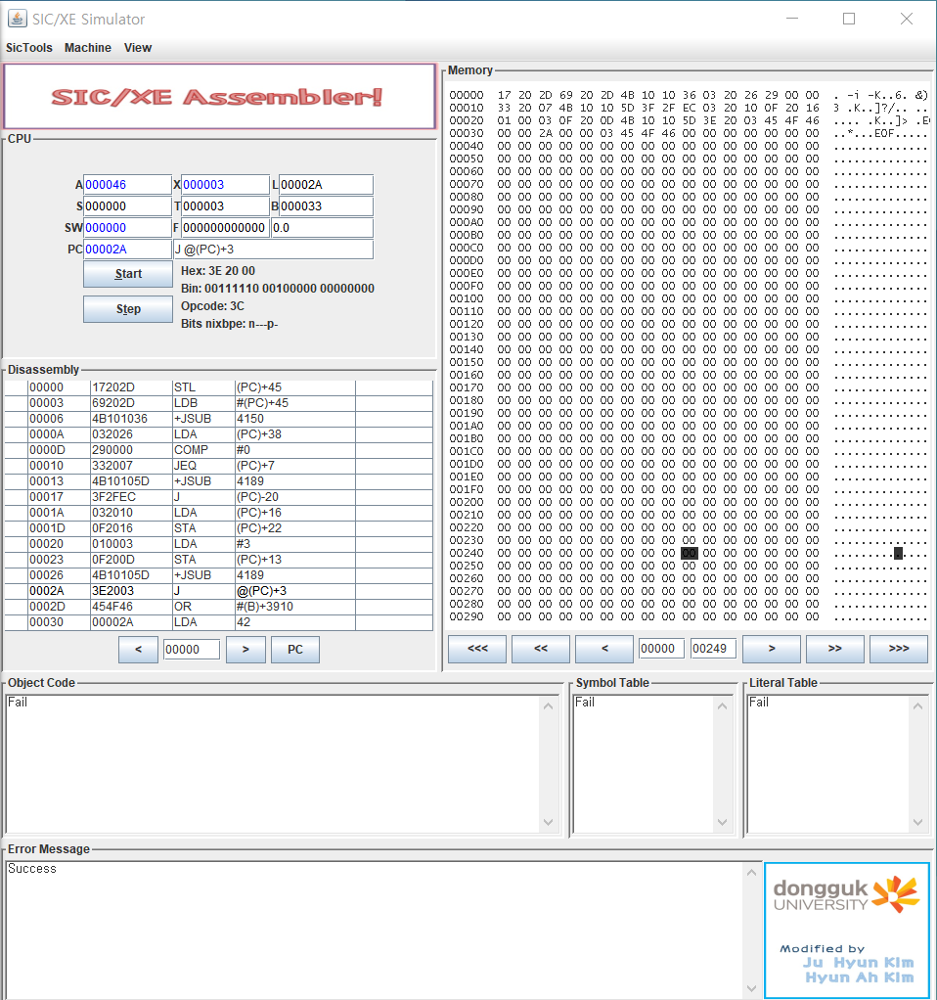 SIC/XE Simulator
SicTools Machine View
SIC/XE Assembler!
CPU
A 000046 X 000003 L 00002A
S 000000 T 000003 B 000033
SW 000000 F 000000000000 0.0
PC 00002A J @(PC)+3
Start
Hex: 3E 20 00
Bin: 00111110 00100000 00000000
Step
Opcode: 3C
Bits nixbpe: n---p-
Disassembly
00000 17202D STL (PC)+45
00003 69202D LDB #(PC)+45
00006 4B101036 +JSUB 4150
0000A 032026 LDA (PC)+38
0000D 290000 COMP #0
00010 332007 JEQ (PC)+7
00013 4B10105D +JSUB 4189
00017 3F2FEC J (PC)-20
0001A 032010 LDA (PC)+16
0001D 0F2016 STA (PC)+22
00020 010003 LDA #3
00023 0F200D STA (PC)+13
00026 4B10105D +JSUB 4189
0002A 3E2003 J @(PC)+3
0002D 454F46 OR #(B)+3910
00030 00002A LDA 42
< 00000 > PC
Memory
00000 17 20 2D 69 20 2D 4B 10 10 36 03 20 26 29 00 00 . -i -K..6. &)
00010 33 20 07 4B 10 10 5D 3F 2F EC 03 20 10 0F 20 16 3 .K..]?/.. .. 
00020 01 00 03 0F 20 0D 4B 10 10 5D 3E 20 03 45 4F 46 .... .K..]> .E
00030 00 00 2A 00 00 03 45 4F 46 00 00 00 00 00 00 00 ..*...EOF.....
00040 00 00 00 00 00 00 00 00 00 00 00 00 00 00 00 00 ..............
00050 00 00 00 00 00 00 00 00 00 00 00 00 00 00 00 00 ..............
00060 00 00 00 00 00 00 00 00 00 00 00 00 00 00 00 00 ..............
00070 00 00 00 00 00 00 00 00 00 00 00 00 00 00 00 00 ..............
00080 00 00 00 00 00 00 00 00 00 00 00 00 00 00 00 00 ..............
00090 00 00 00 00 00 00 00 00 00 00 00 00 00 00 00 00 ..............
000A0 00 00 00 00 00 00 00 00 00 00 00 00 00 00 00 00 ..............
000B0 00 00 00 00 00 00 00 00 00 00 00 00 00 00 00 00 ..............
000C0 00 00 00 00 00 00 00 00 00 00 00 00 00 00 00 00 ..............
000D0 00 00 00 00 00 00 00 00 00 00 00 00 00 00 00 00 ..............
000E0 00 00 00 00 00 00 00 00 00 00 00 00 00 00 00 00 ..............
000F0 00 00 00 00 00 00 00 00 00 00 00 00 00 00 00 00 ..............
00100 00 00 00 00 00 00 00 00 00 00 00 00 00 00 00 00 ..............
00110 00 00 00 00 00 00 00 00 00 00 00 00 00 00 00 00 ..............
00120 00 00 00 00 00 00 00 00 00 00 00 00 00 00 00 00 ..............
00130 00 00 00 00 00 00 00 00 00 00 00 00 00 00 00 00 ..............
00140 00 00 00 00 00 00 00 00 00 00 00 00 00 00 00 00 ..............
00150 00 00 00 00 00 00 00 00 00 00 00 00 00 00 00 00 ..............
00160 00 00 00 00 00 00 00 00 00 00 00 00 00 00 00 00 ..............
00170 00 00 00 00 00 00 00 00 00 00 00 00 00 00 00 00 ..............
00180 00 00 00 00 00 00 00 00 00 00 00 00 00 00 00 00 ..............
00190 00 00 00 00 00 00 00 00 00 00 00 00 00 00 00 00 ..............
001A0 00 00 00 00 00 00 00 00 00 00 00 00 00 00 00 00 ..............
001B0 00 00 00 00 00 00 00 00 00 00 00 00 00 00 00 00 ..............
001C0 00 00 00 00 00 00 00 00 00 00 00 00 00 00 00 00 ..............
001D0 00 00 00 00 00 00 00 00 00 00 00 00 00 00 00 00 ..............
001E0 00 00 00 00 00 00 00 00 00 00 00 00 00 00 00 00 ..............
001F0 00 00 00 00 00 00 00 00 00 00 00 00 00 00 00 00 ..............
00200 00 00 00 00 00 00 00 00 00 00 00 00 00 00 00 00 ..............
00210 00 00 00 00 00 00 00 00 00 00 00 00 00 00 00 00 ..............
00220 00 00 00 00 00 00 00 00 00 00 00 00 00 00 00 00 ..............
00230 00 00 00 00 00 00 00 00 00 00 00 00 00 00 00 00 ..............
00240 00 00 00 00 00 00 00 00 00 00 00 00 00 00 00 00 ..............
00250 00 00 00 00 00 00 00 00 00 00 00 00 00 00 00 00 ..............
00260 00 00 00 00 00 00 00 00 00 00 00 00 00 00 00 00 ..............
00270 00 00 00 00 00 00 00 00 00 00 00 00 00 00 00 00 ..............
00280 00 00 00 00 00 00 00 00 00 00 00 00 00 00 00 00 ..............
00290 00 00 00 00 00 00 00 00 00 00 00 00 00 00 00 00 ..............
<<< << < 00000 00249 > >> >>>
Object Code
Fail
Symbol Table
Fail
Literal Table
Fail
Error Message
Success
dongguk
UNIVERSITY
Modified by
Ju Hyun Kim
Hyun Ah Kim